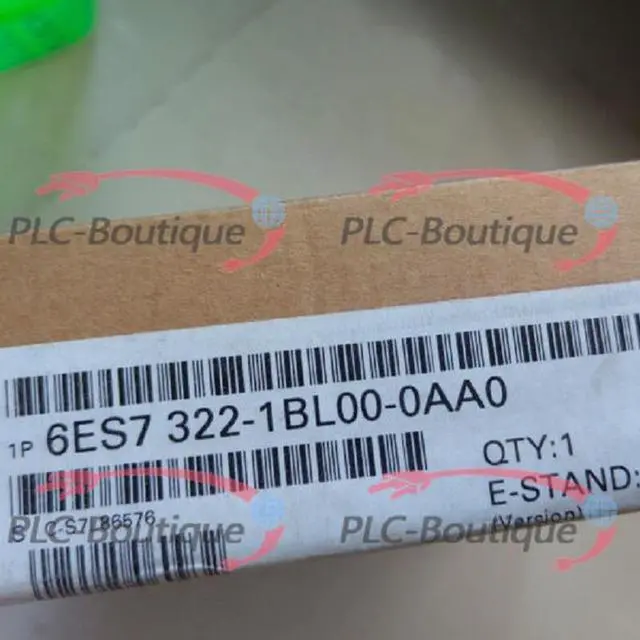 PLC-Boutique PLC-Boutique
1P 6ES7 322-1BL00-0AA0
QTY:1
E-STAND:
(Version)
PLC-Boutique PLC-Boutique